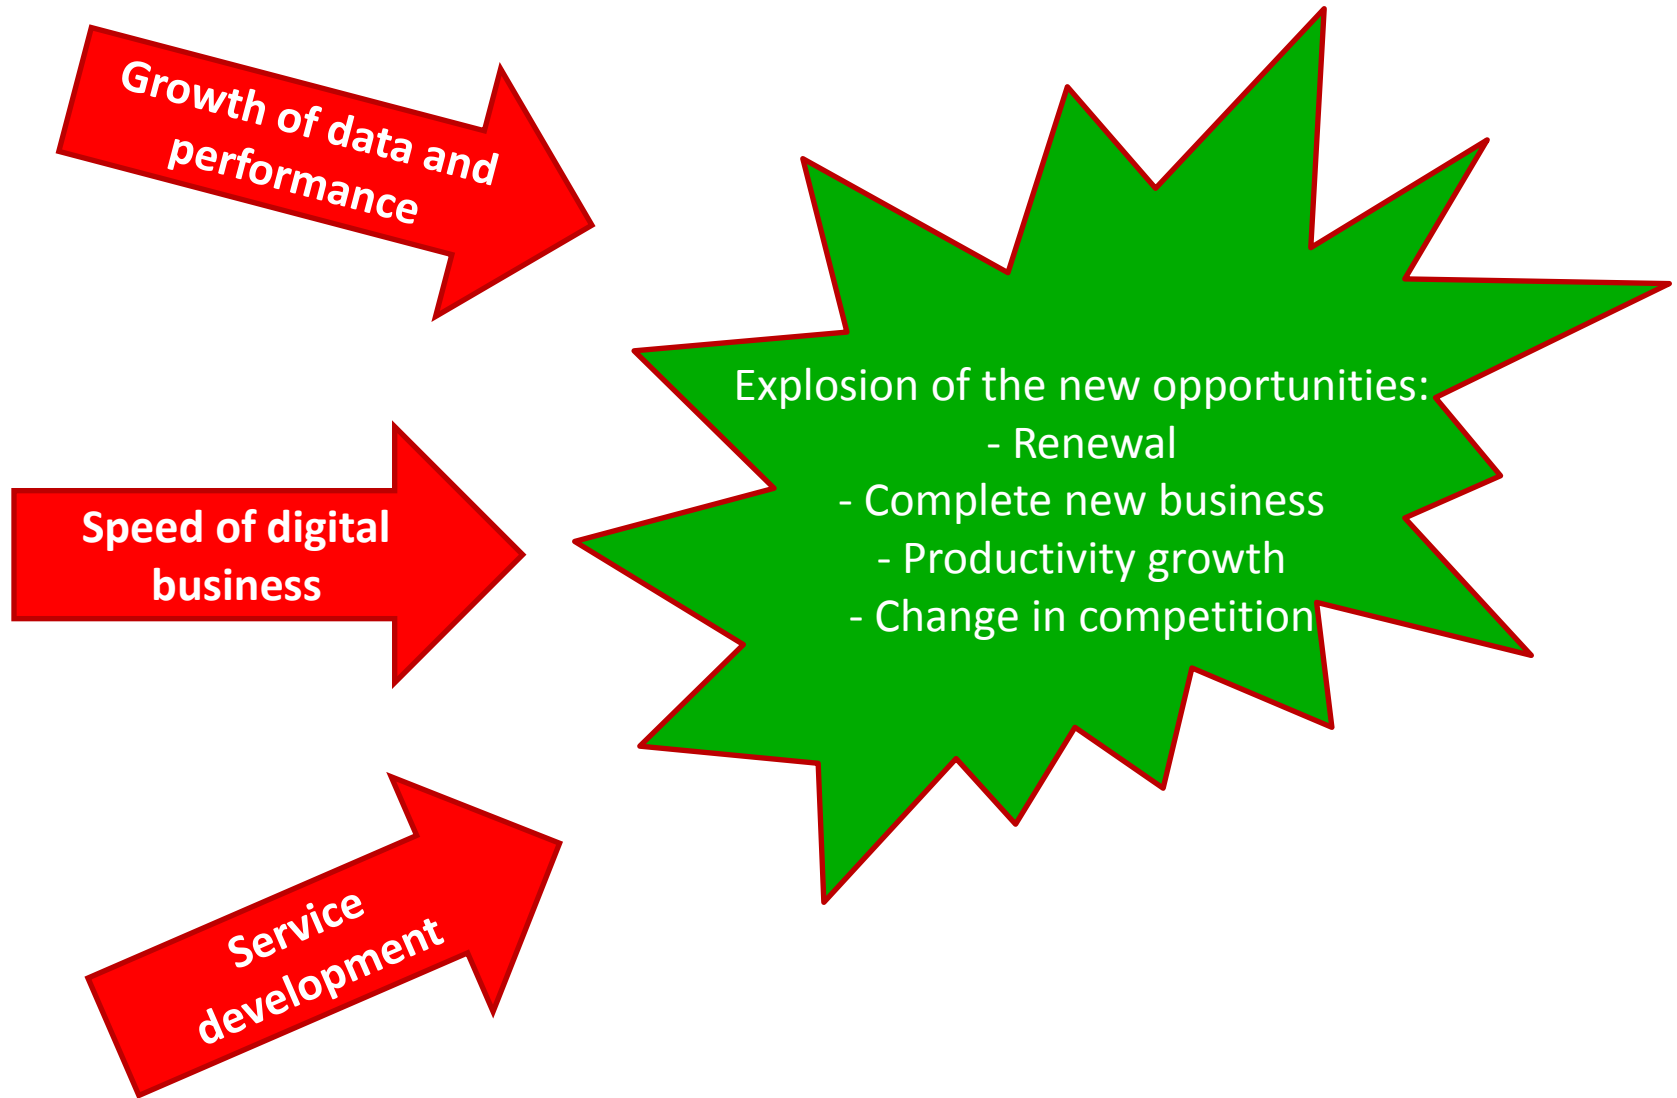 Growth of data and
performance
Speed of digital
business
Service
development
Explosion of the new opportunities:
- Renewal
- Complete new business
- Productivity growth
- Change in competition